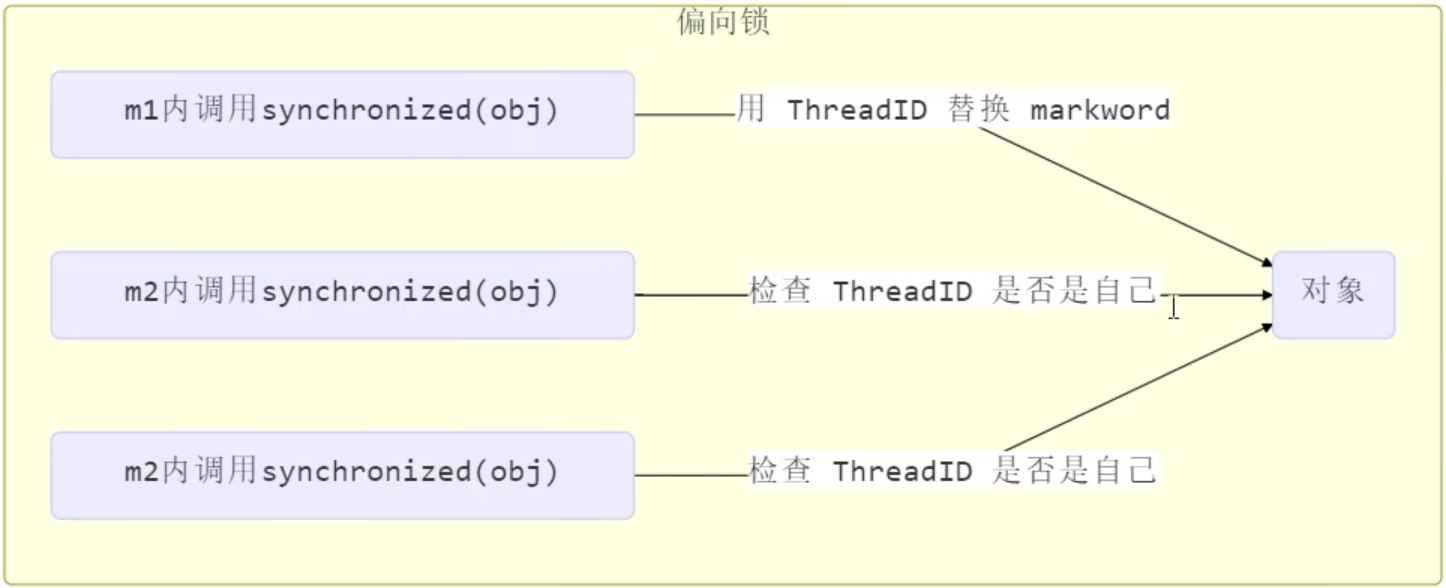 偏向锁
m1内调用synchronized(obj)
用 ThreadID 替换 markword
m2内调用synchronized(obj)
检查 ThreadID 是否是自己
对象
m2内调用synchronized(obj)
检查 ThreadID 是否是自己